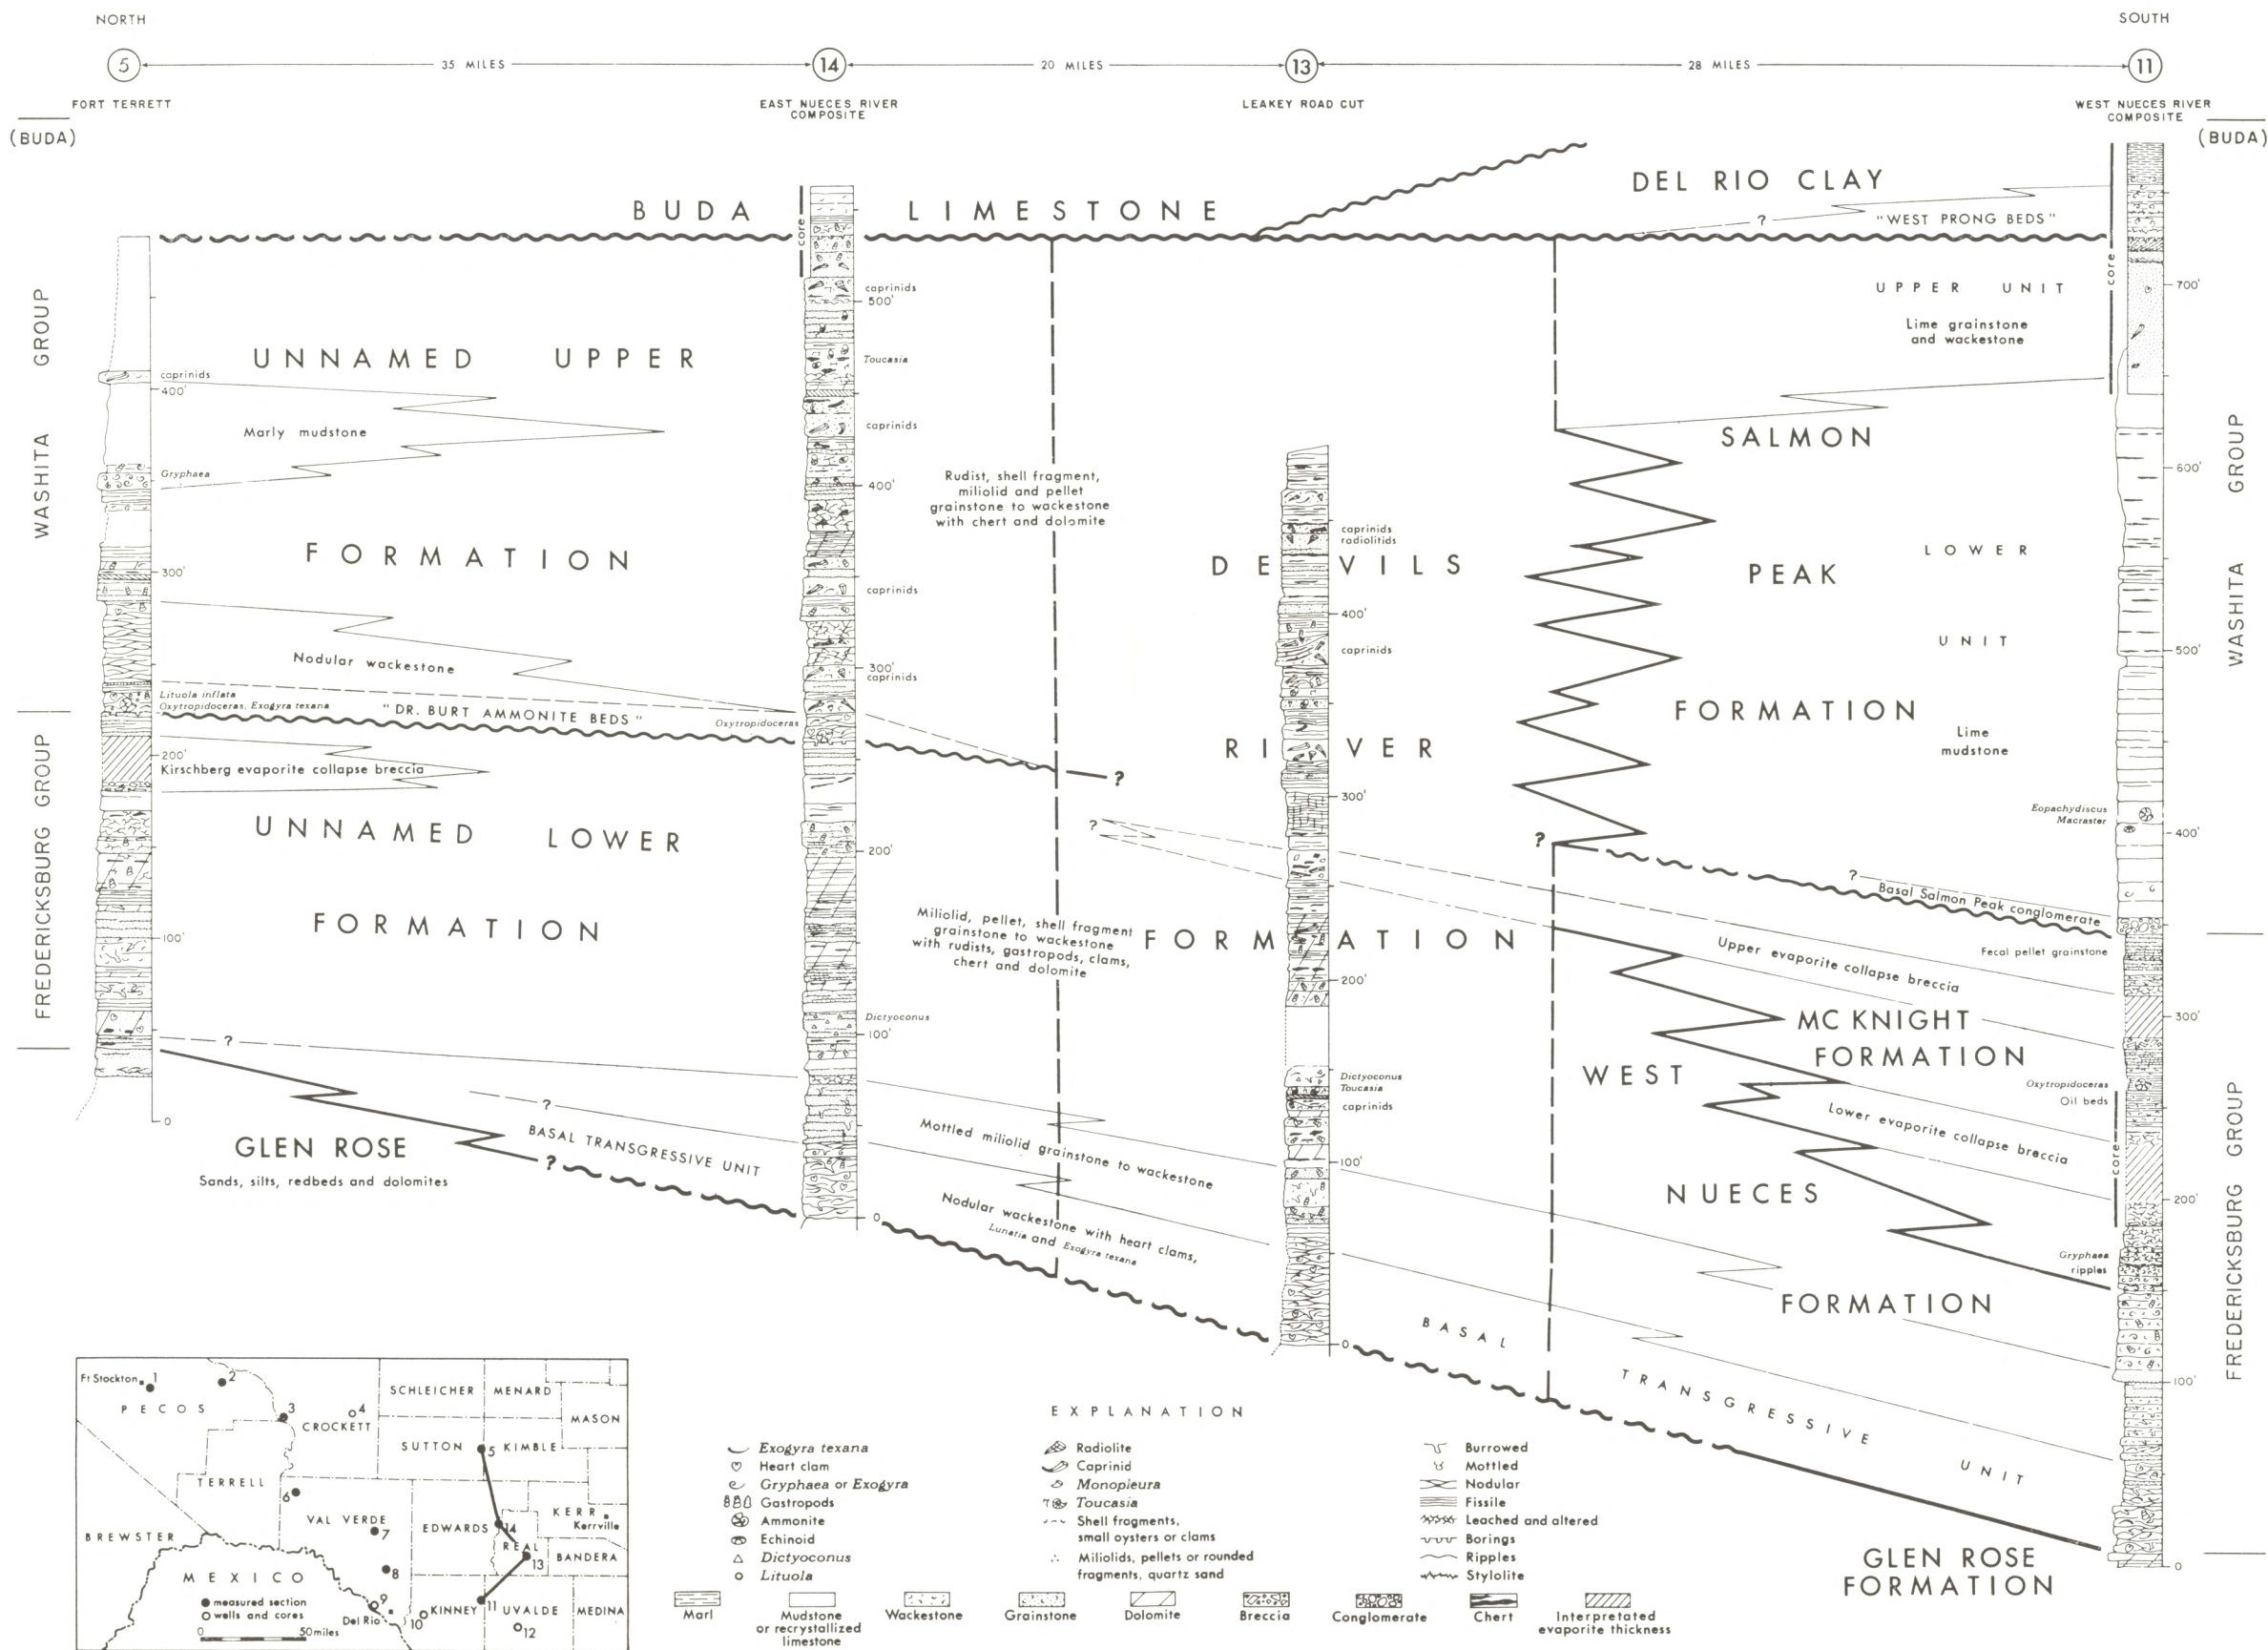 NORTH
SOUTH
5
35 MILES
14
20 MILES
13
28 MILES
11
FORT TERRETT
EAST NUECES RIVER
COMPOSITE
LEAKEY ROAD CUT
WEST NUECES RIVER
COMPOSITE
(BUDA)
(BUDA)
WASHITA GROUP
FREDERICKSBURG GROUP
BUDA LIMESTONE
DEL RIO CLAY
?
"WEST PRONG BEDS"
UNNAMED UPPER
FORMATION
Marly mudstone
Nodular wackestone
"DR. BURT AMMONITE BEDS"
Kirschberg evaporite collapse breccia
UNNAMED LOWER
FORMATION
?
?
BASAL TRANSGRESSIVE UNIT
?
GLEN ROSE
Sands, silts, redbeds and dolomites
caprinids
400'
Gryphaea
300'
Lituola inflata
Oxytropidoceras, Exogyra texana
200'
100'
0
core
caprinids
500'
Toucasia
caprinids
400'
caprinids
300'
caprinids
Oxytropidoceras
200'
Dictyoconus
100'
0
Rudist, shell fragment,
miliolid and pellet
grainstone to wackestone
with chert and dolomite
?
?
Miliolid, pellet, shell fragment
grainstone to wackestone
with rudists, gastropods, clams,
chert and dolomite
Mottled miliolid grainstone to wackestone
Nodular wackestone with heart clams,
Lunatia and Exogyra texana
DEVILS
RIVER
FORMATION
caprinids
radiolitids
400'
caprinids
300'
200'
Dictyoconus
Toucasia
caprinids
100'
0
UPPER UNIT
Lime grainstone
and wackestone
SALMON
PEAK
FORMATION
LOWER
UNIT
Lime
mudstone
?
?
Basal Salmon Peak conglomerate
Upper evaporite collapse breccia
MC KNIGHT
FORMATION
Lower evaporite collapse breccia
WEST
NUECES
FORMATION
BASAL
TRANSGRESSIVE
UNIT
GLEN ROSE
FORMATION
core
700'
600'
500'
Eopachydiscus
Macraster
400'
Fecal pellet grainstone
300'
Oxytropidoceras
Oil beds
core
200'
Gryphaea
ripples
100'
0
WASHITA GROUP
FREDERICKSBURG GROUP
Ft Stockton
1
2
PECOS
3
4
CROCKETT
SCHLEICHER
MENARD
MASON
SUTTON
5
KIMBLE
TERRELL
6
VAL VERDE
7
EDWARDS
14
KERR
Kerrville
BREWSTER
REAL
13
BANDERA
8
MEXICO
measured section
wells and cores
0 50miles
9
Del Rio
10
KINNEY
11
UVALDE
12
MEDINA
EXPLANATION
Exogyra texana
Heart clam
Gryphaea or Exogyra
Gastropods
Ammonite
Echinoid
Dictyoconus
Lituola
Radiolite
Caprinid
Monopleura
Toucasia
Shell fragments,
small oysters or clams
Miliolids, pellets or rounded
fragments, quartz sand
Burrowed
Mottled
Nodular
Fissile
Leached and altered
Borings
Ripples
Stylolite
Marl
Mudstone
or recrystallized
limestone
Wackestone
Grainstone
Dolomite
Breccia
Conglomerate
Chert
Interpretated
evaporite thickness